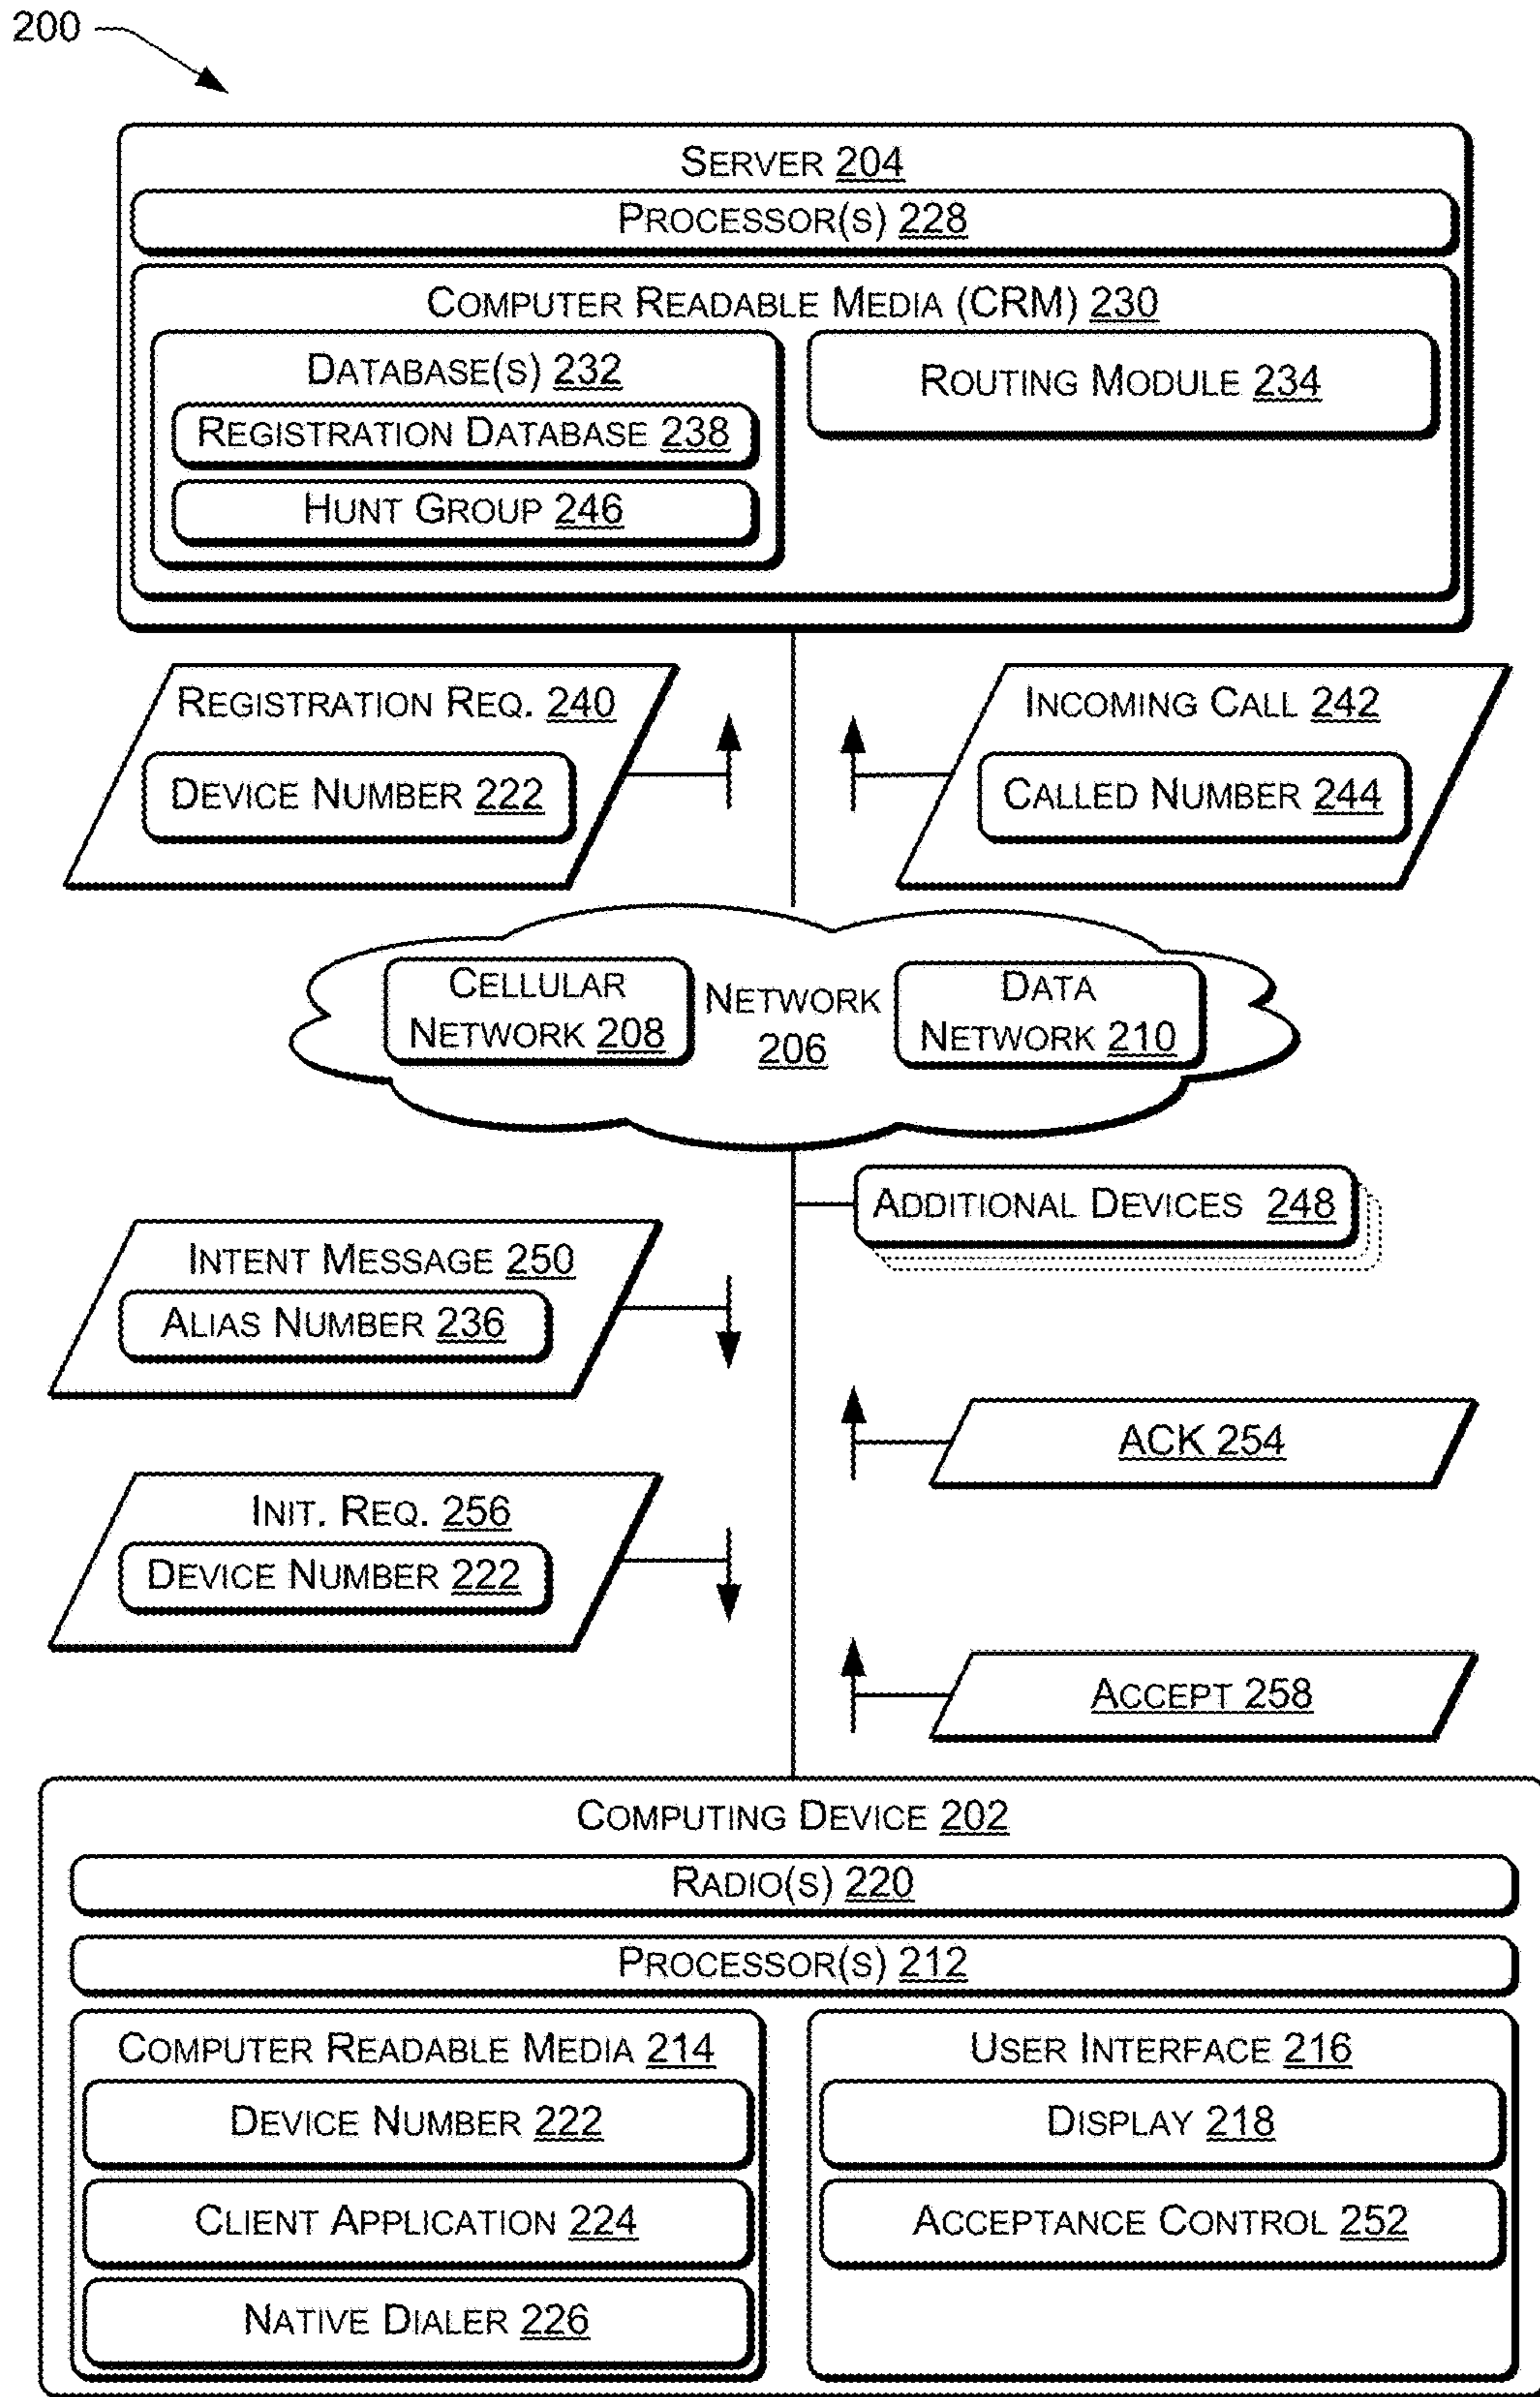 200
SERVER 204
PROCESSOR(S) 228
COMPUTER READABLE MEDIA (CRM) 230
DATABASE(S) 232
REGISTRATION DATABASE 238
HUNT GROUP 246
ROUTING MODULE 234
REGISTRATION REQ. 240
DEVICE NUMBER 222
INCOMING CALL 242
CALLED NUMBER 244
CELLULAR
NETWORK 208
NETWORK
206
DATA
NETWORK 210
ADDITIONAL DEVICES 248
INTENT MESSAGE 250
ALIAS NUMBER 236
ACK 254
INIT. REQ. 256
DEVICE NUMBER 222
ACCEPT 258
COMPUTING DEVICE 202
RADIO(S) 220
PROCESSOR(S) 212
COMPUTER READABLE MEDIA 214
DEVICE NUMBER 222
CLIENT APPLICATION 224
NATIVE DIALER 226
USER INTERFACE 216
DISPLAY 218
ACCEPTANCE CONTROL 252